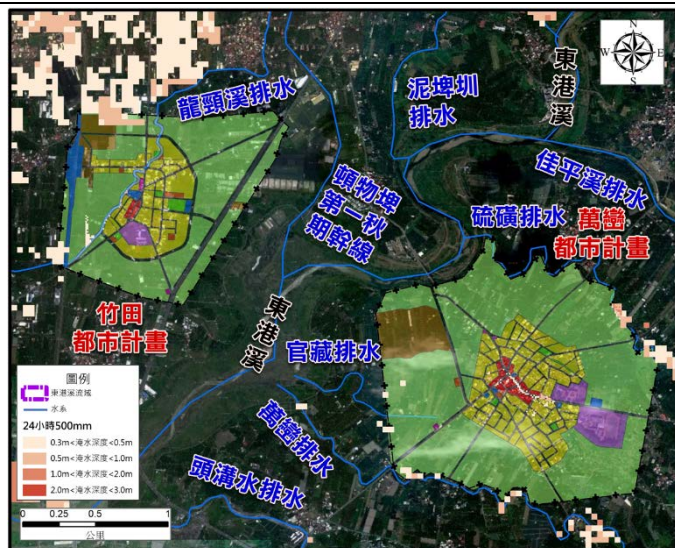 N
W
E
S
龍頸溪排水
泥埤圳
排水
東港溪
佳平溪排水
頓物埤
第一秋
期幹線
硫磺排水
萬巒
都市計畫
竹田
都市計畫
東港溪
官藏排水
萬巒排水
頭溝水排水
圖例
東港溪流域
水系
24小時500mm
0.3m<淹水深度<0.5m
0.5m<淹水深度<1.0m
1.0m<淹水深度<2.0m
2.0m<淹水深度<3.0m
0 0.25 0.5 1
公里